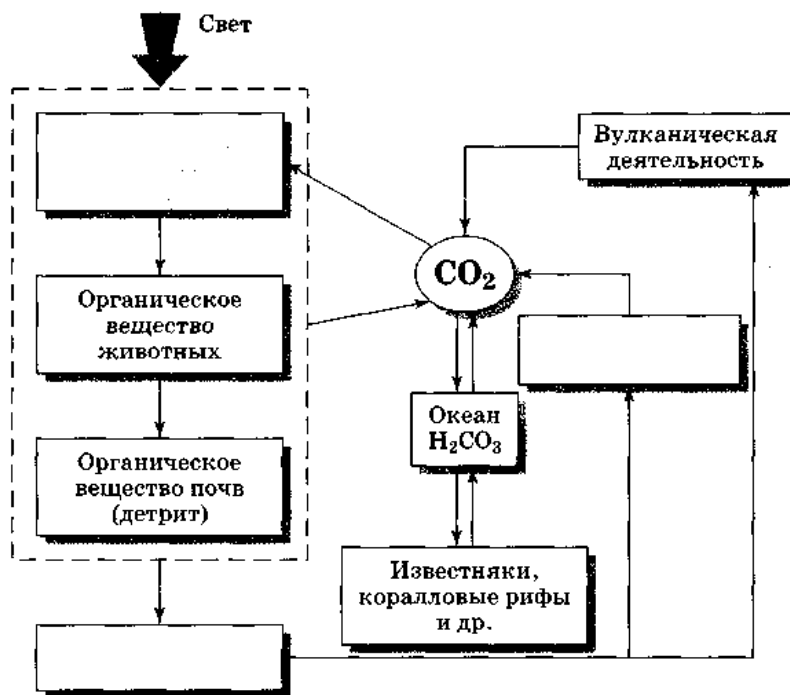 Свет
Вулканическая
деятельность
CO₂
Органическое
вещество
животных
Океан
H₂CO₃
Органическое
вещество почв
(детрит)
Известняки,
коралловые рифы
и др.